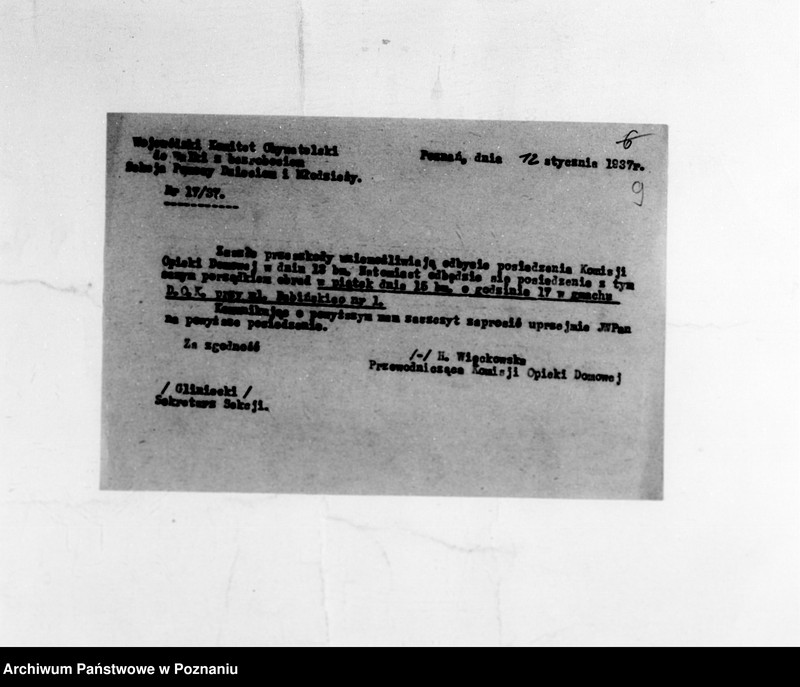 6
Wojewódzki Komitet Obywatelski
do Walki z bezrobociem
Sekcja Pomocy Dzieciom i Młodzieży.
Poznań, dnia 12 stycznia 1937r.
9
Nr 17/37.
Zaszłe przeszkody uniemożliwiają odbycie posiedzenia Komisji
Opieki Domowej w dniu 13 bm. Natomiast odbędzie się posiedzenie z tym
samym porządkiem obrad w piątek dnia 15 bm. o godzinie 17 w gmachu
D.O.K. przy pl. nr 1.
Komunikując o powyższym mam zaszczyt zaprosić uprzejmie JWPan
na powyższe posiedzenie.
Za zgodność
/-/ H. Więckowska
Przewodnicząca Komisji Opieki Domowej
/ Gliniecki /
Sekretarz Sekcji.
Archiwum Państwowe w Poznaniu